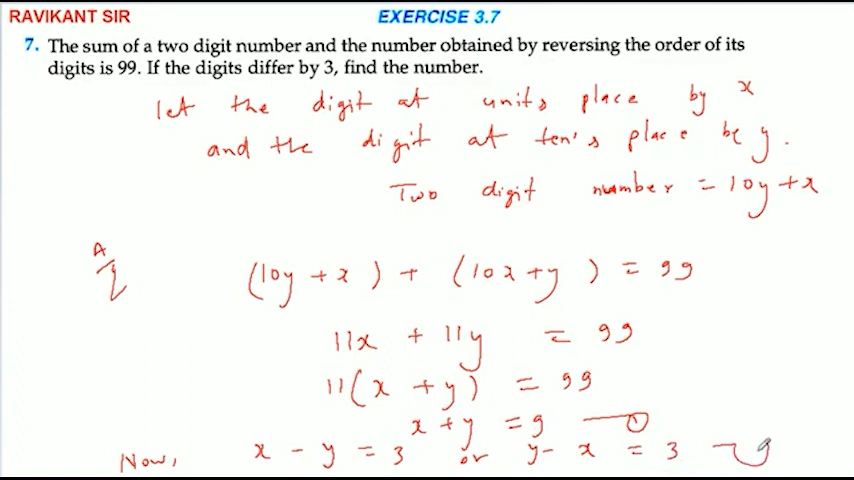 RAVIKANT SIR
EXERCISE 3.7
7. The sum of a two digit number and the number obtained by reversing the order of its
digits is 99. If the digits differ by 3, find the number.
let the digit at units place by x
and the digit at ten's place be y.
Two digit number = 10y+x
(10y + x) + (10x+y) = 99
11x + 11y = 99
11(x + y) = 99
x + y = 9 — ①
Now, x - y = 3 or y - x = 3